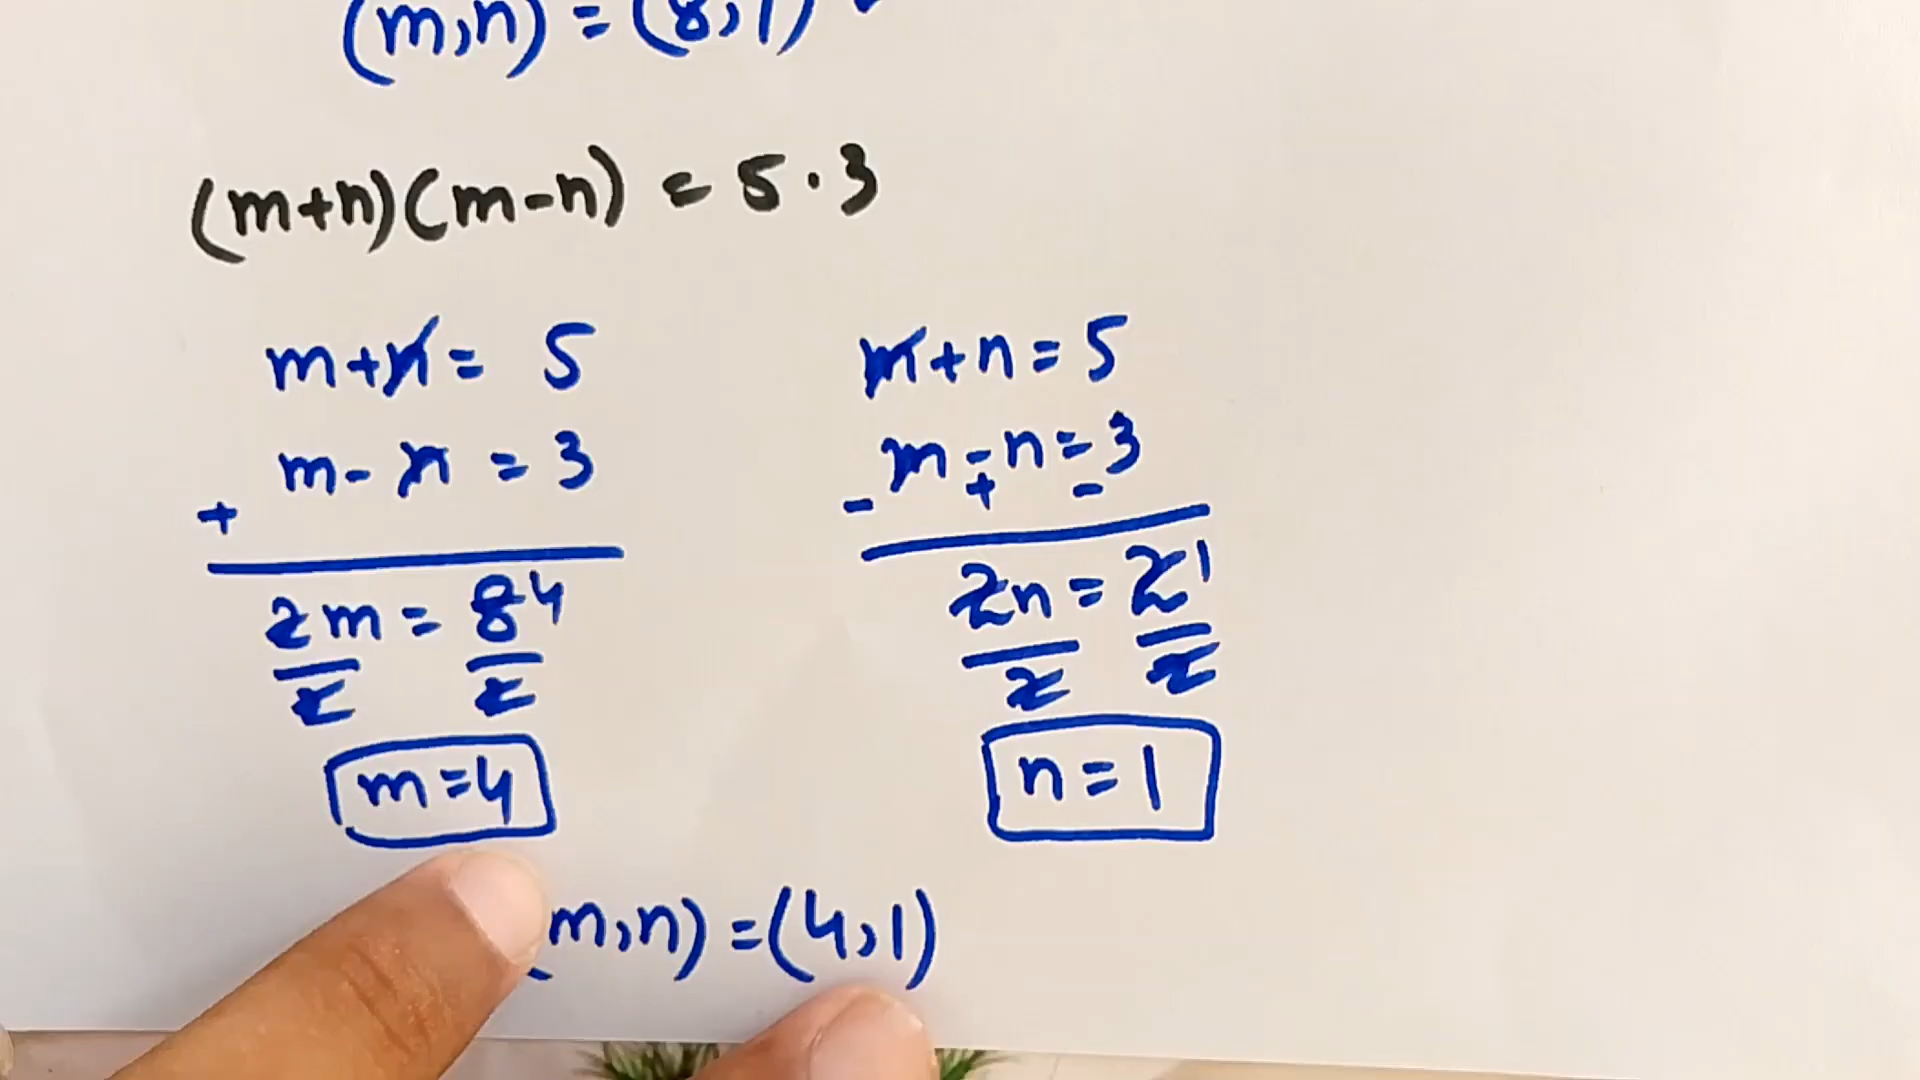 (m,n) = (8,1)
(m+n)(m-n) = 5·3
m+n = 5
m-n = 3
+
2m = 8 4
2 2
m=4
m+n=5
m-n=3
- + -
2n = 2 1
2 2
n=1
(m,n) =(4,1)